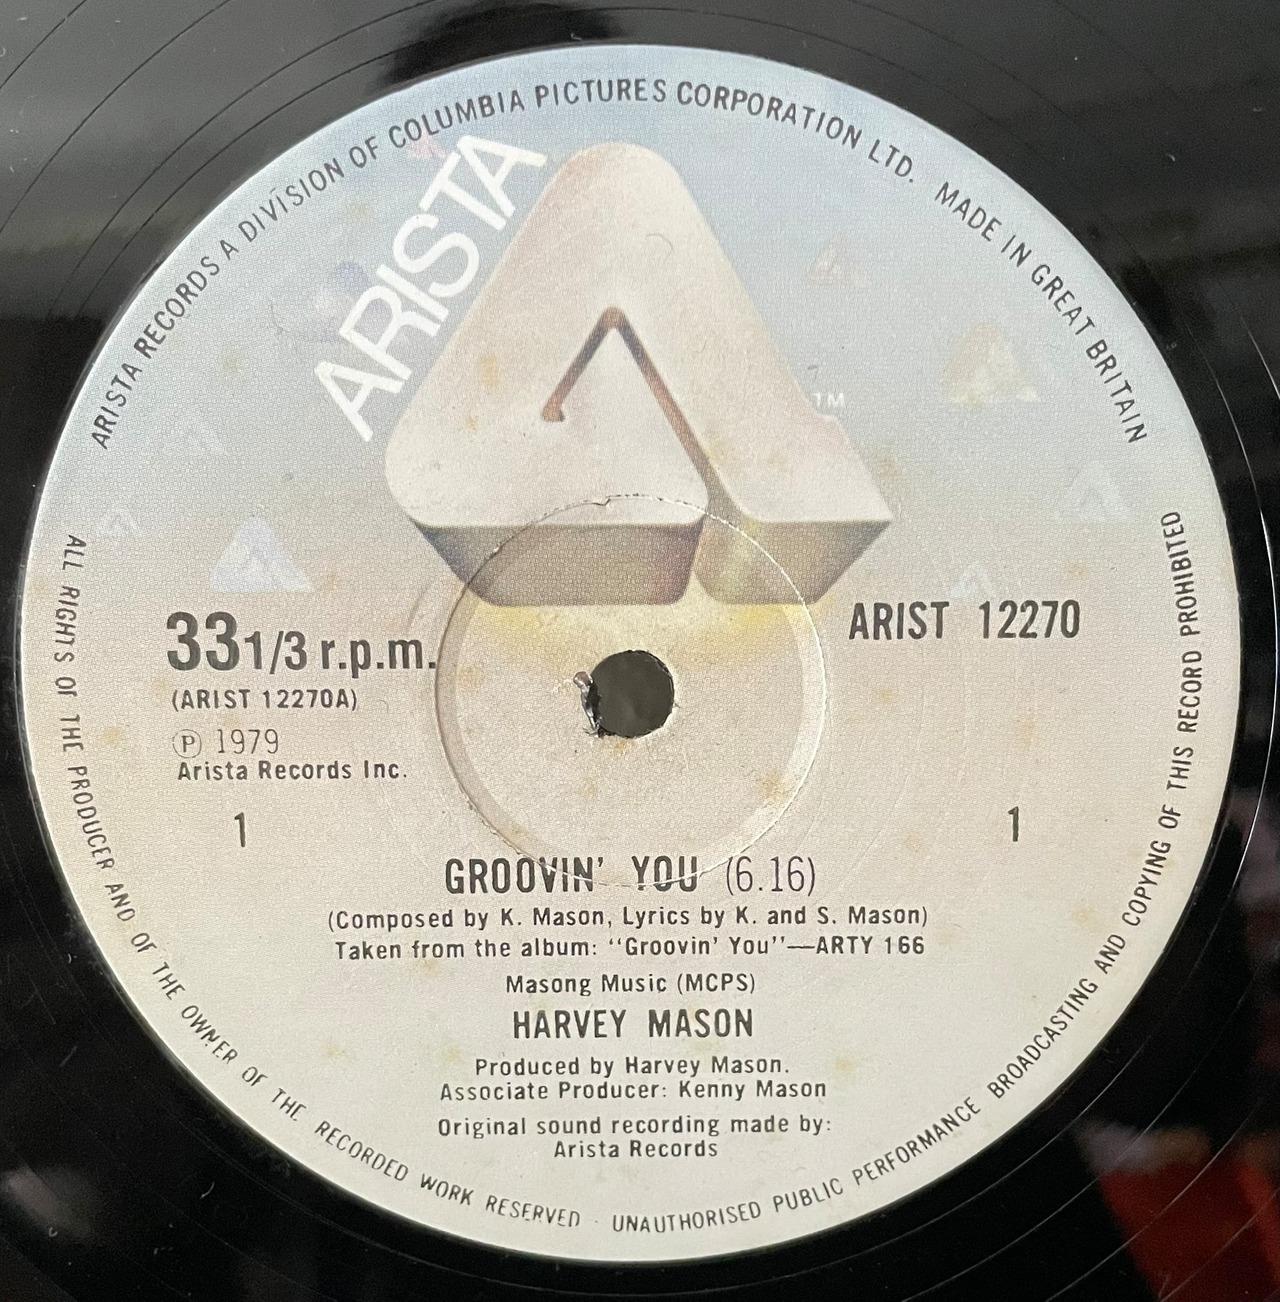 ARISTA RECORDS A DIVISION OF COLUMBIA PICTURES CORPORATION LTD. MADE IN GREAT BRITAIN
ARISTA
TM
33 1/3 r.p.m.
ARIST 12270
(ARIST 12270A)
Ⓟ 1979
Arista Records Inc.
1
1
GROOVIN' YOU (6.16)
(Composed by K. Mason, Lyrics by K. and S. Mason)
Taken from the album: "Groovin' You"—ARTY 166
Masong Music (MCPS)
HARVEY MASON
Produced by Harvey Mason.
Associate Producer: Kenny Mason
Original sound recording made by:
Arista Records
ALL RIGHTS OF THE PRODUCER AND OF THE OWNER OF THE RECORDED WORK RESERVED · UNAUTHORISED PUBLIC PERFORMANCE BROADCASTING AND COPYING OF THIS RECORD PROHIBITED